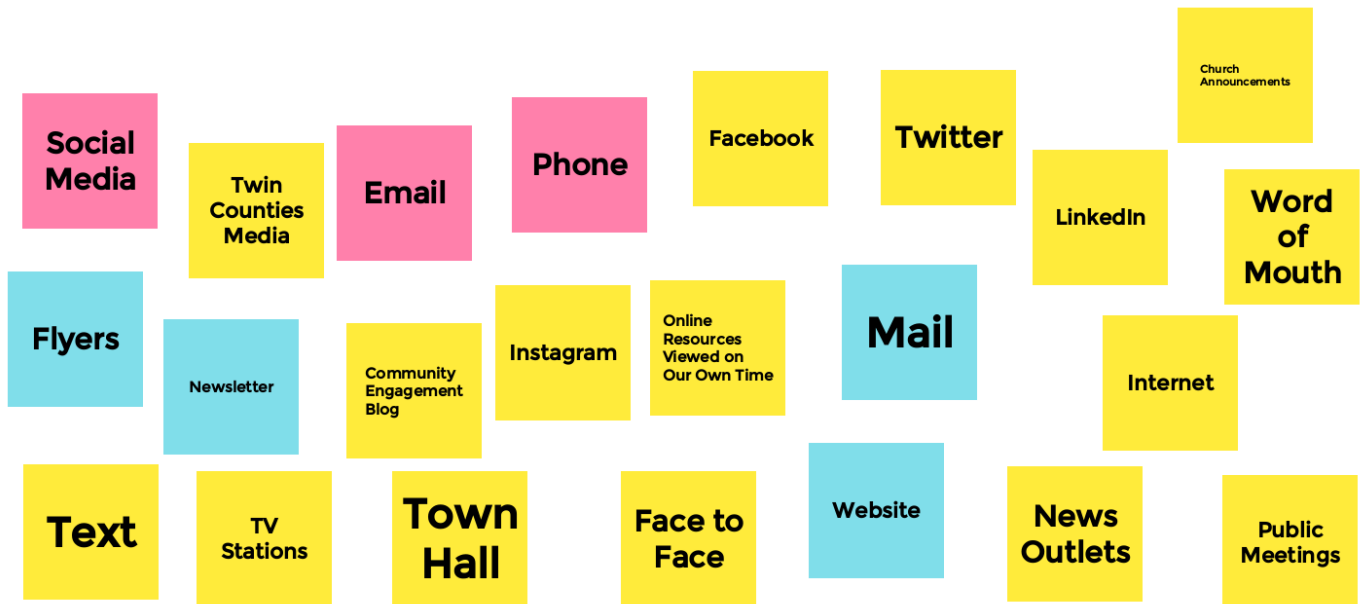 Church
Announcements
Social
Media
Twin
Counties
Media
Email
Phone
Facebook
Twitter
LinkedIn
Word
of
Mouth
Flyers
Newsletter
Community
Engagement
Blog
Instagram
Online
Resources
Viewed on
Our Own Time
Mail
Internet
Text
TV
Stations
Town
Hall
Face to
Face
Website
News
Outlets
Public
Meetings